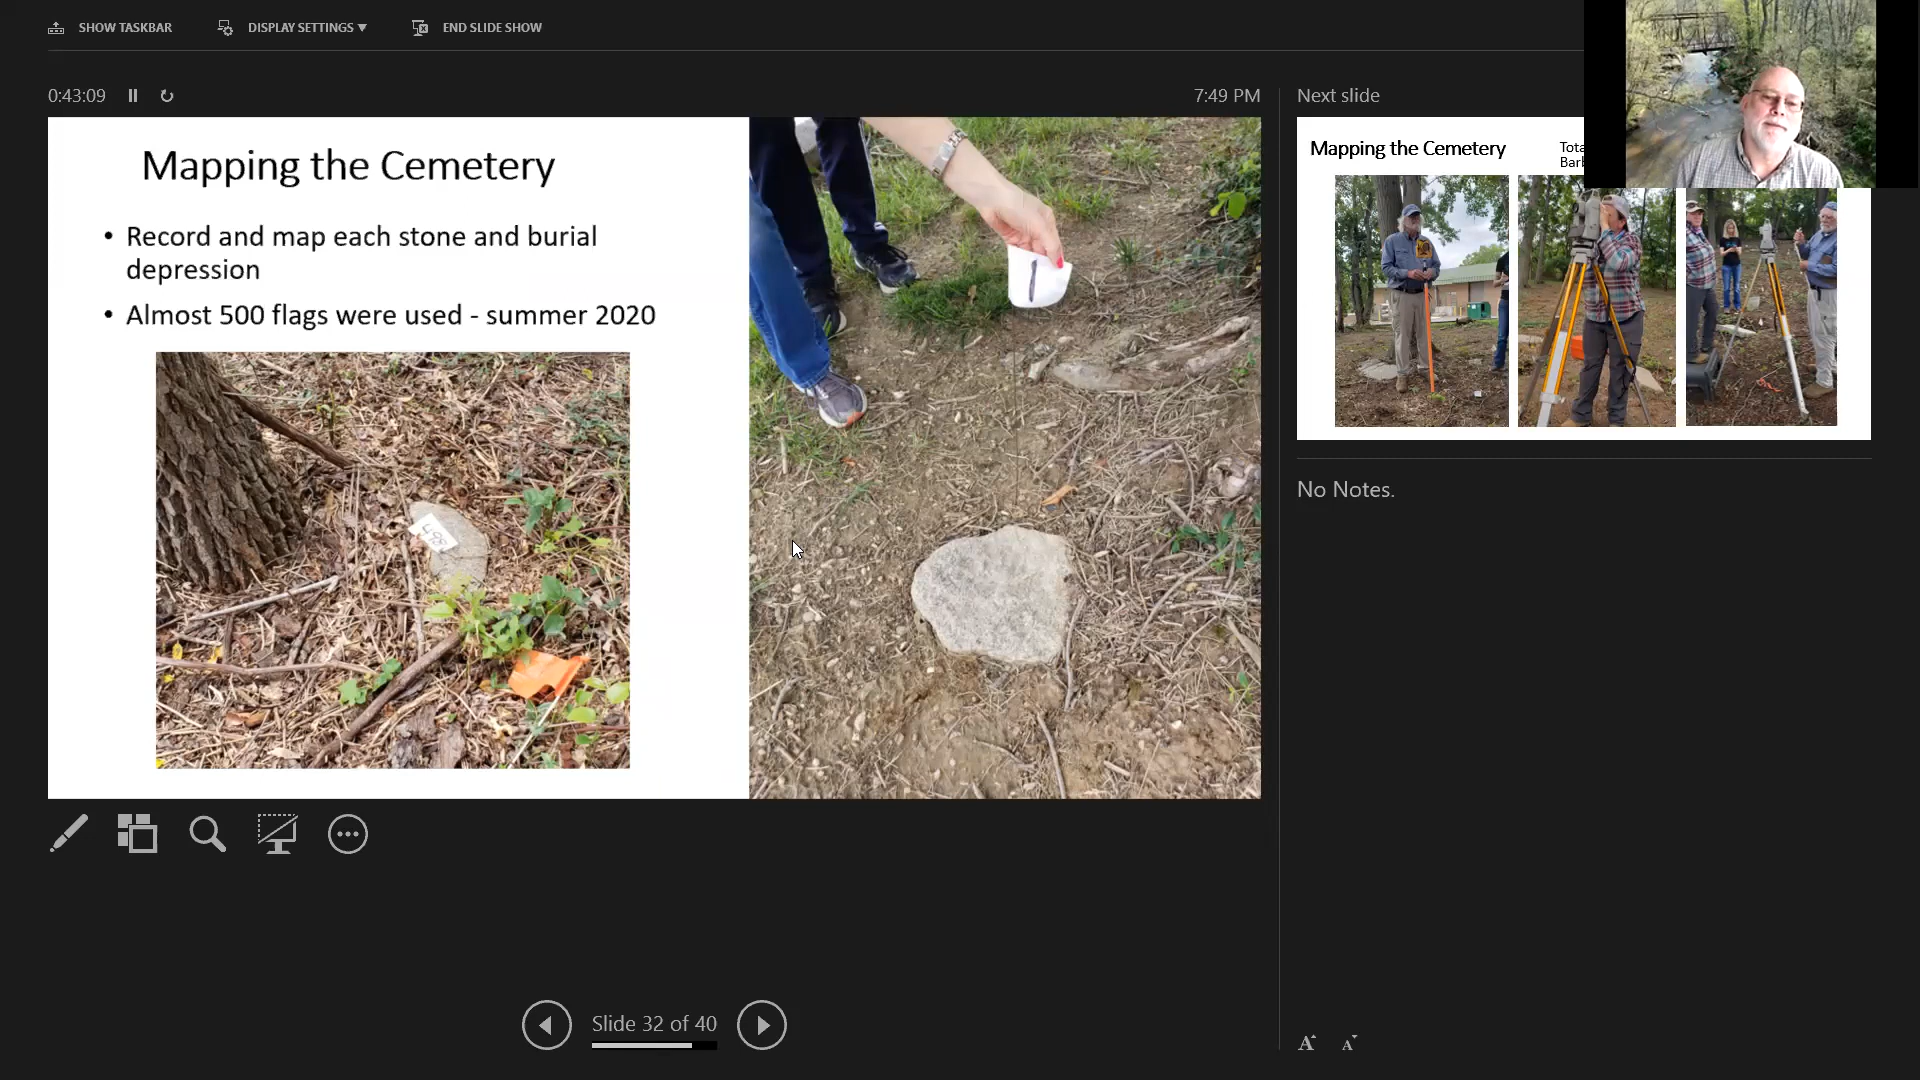 SHOW TASKBAR
DISPLAY SETTINGS
END SLIDE SHOW
0:43:09
7:49 PM
Next slide
Mapping the Cemetery
• Record and map each stone and burial
depression
• Almost 500 flags were used - summer 2020
498
Mapping the Cemetery
No Notes.
Slide 32 of 40
A
A